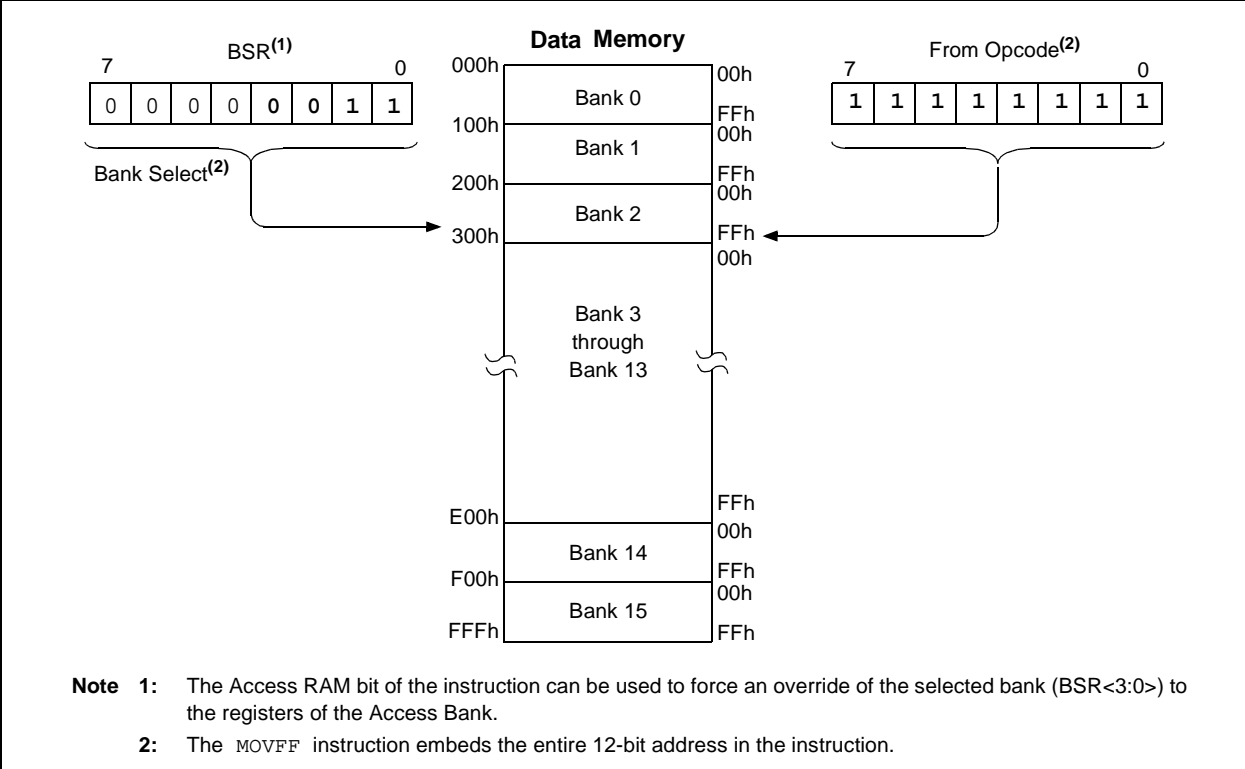 Data Memory
BSR(1)
7 0
0 0 0 0 0 0 1 1
Bank Select(2)
From Opcode(2)
7 0
1 1 1 1 1 1 1 1
000h
00h
Bank 0
FFh
100h
00h
Bank 1
FFh
200h
00h
Bank 2
FFh
300h
00h
Bank 3
through
Bank 13
FFh
E00h
00h
Bank 14
FFh
F00h
00h
Bank 15
FFFh
FFh
Note 1: The Access RAM bit of the instruction can be used to force an override of the selected bank (BSR<3:0>) to
the registers of the Access Bank.
2: The MOVFF instruction embeds the entire 12-bit address in the instruction.